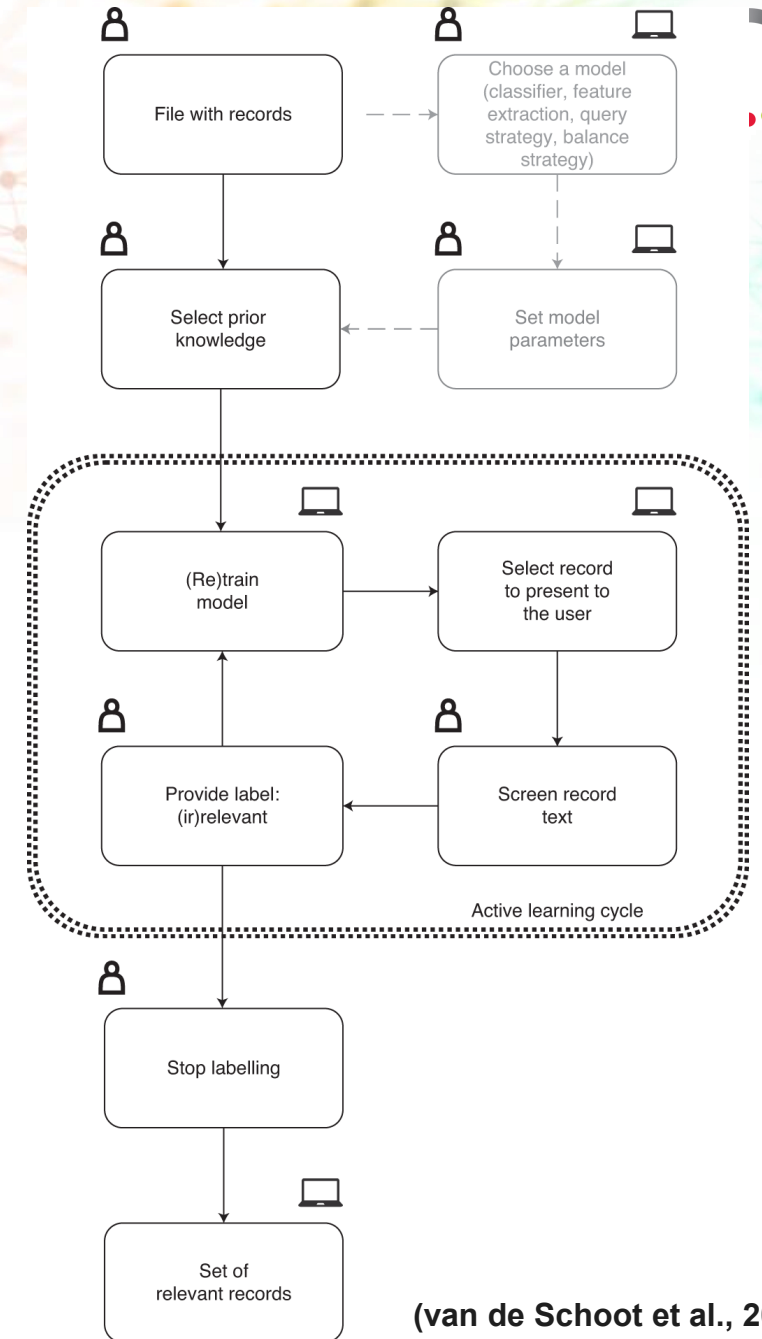 File with records
Choose a model
(classifier, feature
extraction, query
strategy, balance
strategy)
Select prior
knowledge
Set model
parameters
(Re)train
model
Select record
to present to
the user
Provide label:
(ir)relevant
Screen record
text
Active learning cycle
Stop labelling
Set of
relevant records
(van de Schoot et al.,